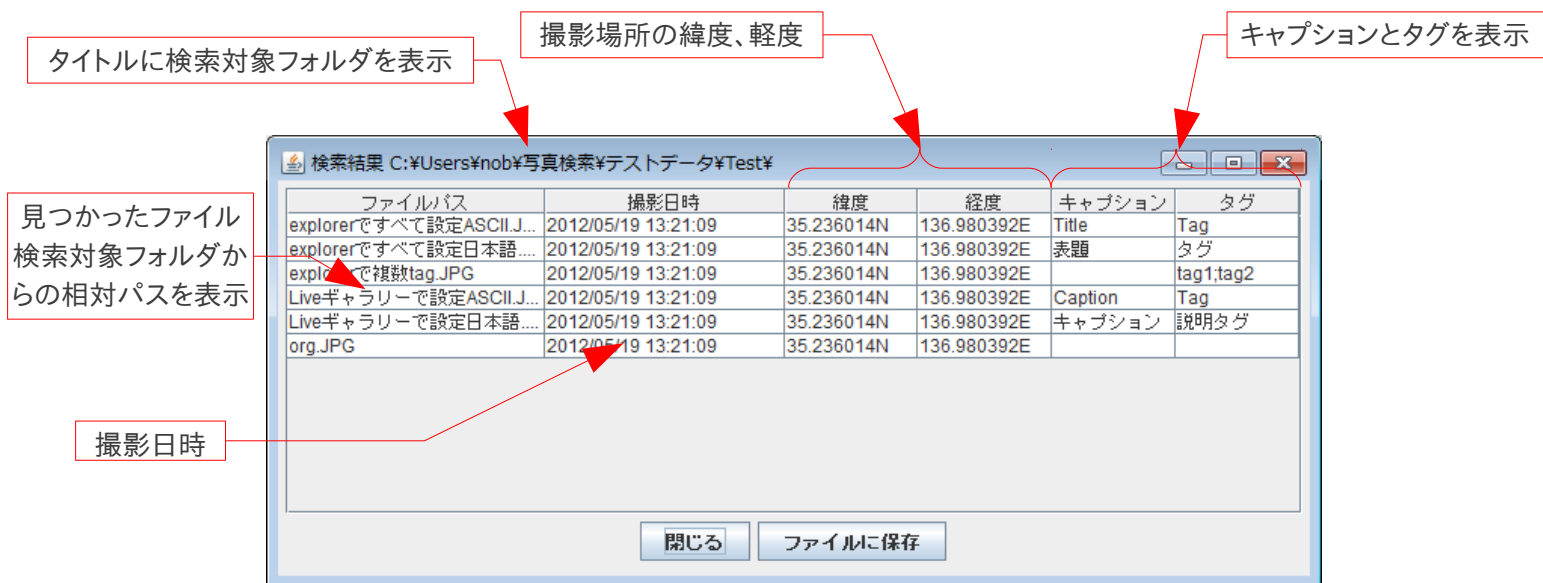 撮影場所の緯度、軽度
キャプションとタグを表示
タイトルに検索対象フォルダを表示
検索結果 C:¥Users¥nob¥写真検索¥テストデータ¥Test¥
見つかったファイル
検索対象フォルダか
らの相対パスを表示
ファイルパス 撮影日時 緯度 経度 キャプション タグ
explorerですべて設定ASCII.J... 2012/05/19 13:21:09 35.236014N 136.980392E Title Tag
explorerですべて設定日本語.... 2012/05/19 13:21:09 35.236014N 136.980392E 表題 タグ
explorerで複数tag.JPG 2012/05/19 13:21:09 35.236014N 136.980392E tag1;tag2
Liveギャラリーで設定ASCII.J... 2012/05/19 13:21:09 35.236014N 136.980392E Caption Tag
Liveギャラリーで設定日本語.... 2012/05/19 13:21:09 35.236014N 136.980392E キャプション 説明タグ
org.JPG 2012/05/19 13:21:09 35.236014N 136.980392E
撮影日時
閉じる ファイルに保存